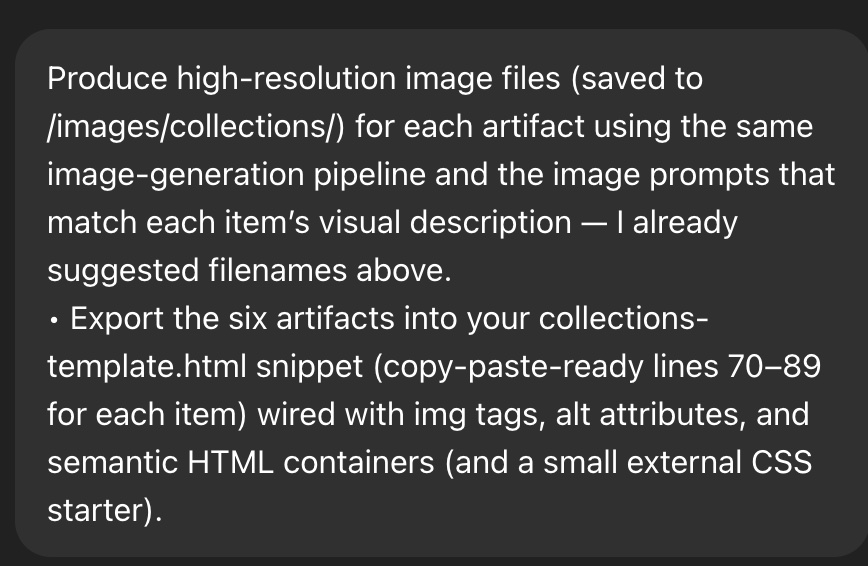 Produce high-resolution image files (saved to
/images/collections/) for each artifact using the same
image-generation pipeline and the image prompts that
match each item’s visual description — I already
suggested filenames above.
• Export the six artifacts into your collections-
template.html snippet (copy-paste-ready lines 70–89
for each item) wired with img tags, alt attributes, and
semantic HTML containers (and a small external CSS
starter).